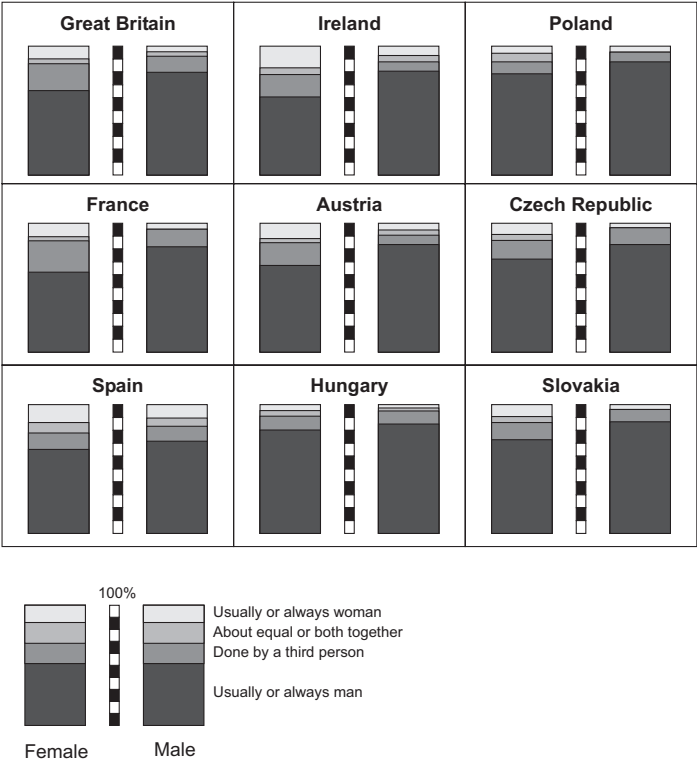 Great Britain
Ireland
Poland
France
Austria
Czech Republic
Spain
Hungary
Slovakia
100%
Usually or always woman
About equal or both together
Done by a third person
Usually or always man
Female
Male